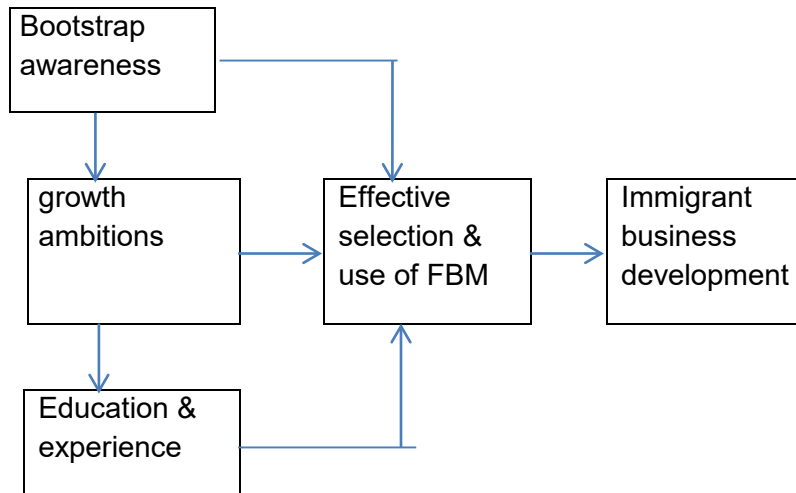 Bootstrap
awareness
growth
ambitions
Effective
selection &
use of FBM
Immigrant
business
development
Education &
experience